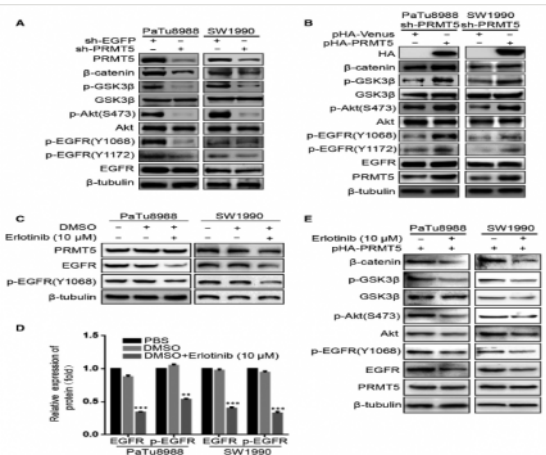 A
PaTu8988 SW1990
sh-EGFP + − + −
sh-PRMT5 − + − +
PRMT5
β-catenin
p-GSK3β
GSK3β
p-Akt(S473)
Akt
p-EGFR(Y1068)
p-EGFR(Y1172)
EGFR
β-tubulin
B
PaTu8988 SW1990
sh-PRMT5 sh-PRMT5
pHA-Venus + − + −
pHA-PRMT5 − + − +
HA
β-catenin
p-GSK3β
GSK3β
p-Akt(S473)
Akt
p-EGFR(Y1068)
p-EGFR(Y1172)
EGFR
PRMT5
β-tubulin
C
PaTu8988 SW1990
DMSO − + + − + +
Erlotinib (10 μM) − − + − − +
PRMT5
EGFR
p-EGFR(Y1068)
β-tubulin
D
PBS
DMSO
DMSO+Erlotinib (10 μM)
Relative expression of
protein (fold)
1.5
1.0
0.5
0.0
*** ** *** ***
EGFR p-EGFR EGFR p-EGFR
PaTu8988 SW1990
E
PaTu8988 SW1990
Erlotinib (10 μM) − + − +
pHA-PRMT5 + + + +
β-catenin
p-GSK3β
GSK3β
p-Akt(S473)
Akt
p-EGFR(Y1068)
EGFR
PRMT5
β-tubulin